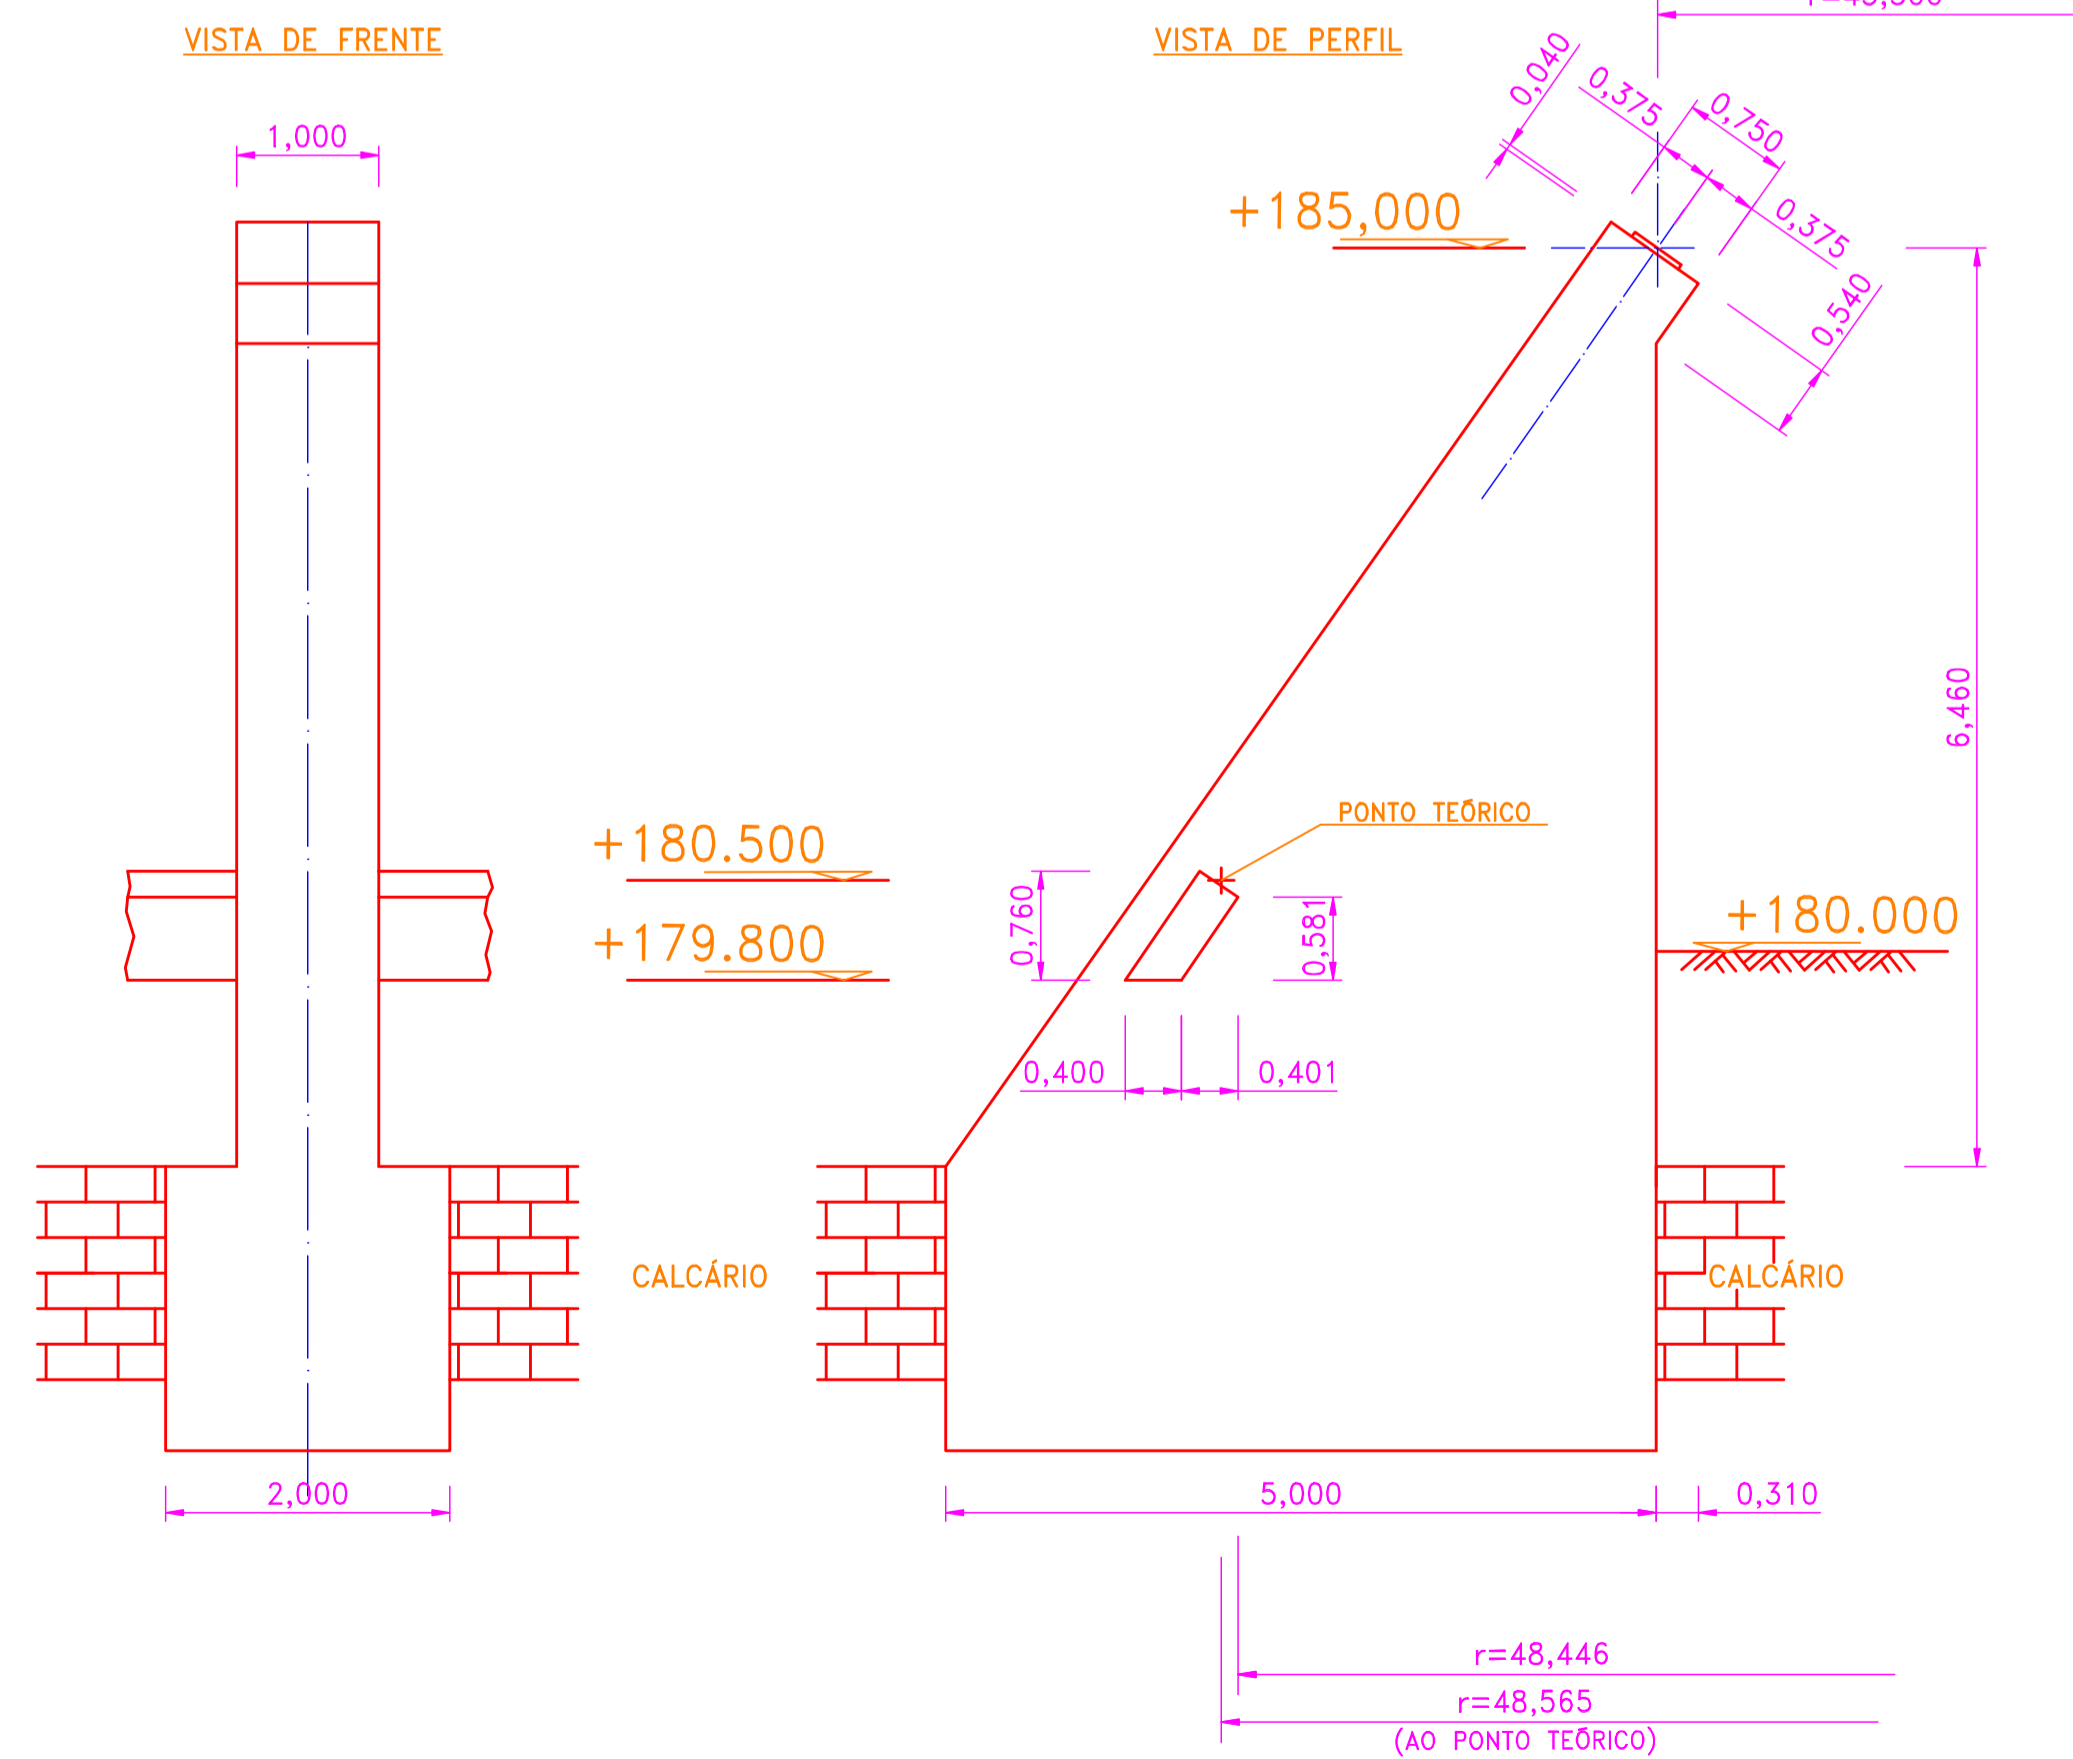 VISTA DE FRENTE
VISTA DE PERFIL
0,040
0,375
0,750
0,375
0,540
1,000
+185,000
6,460
PONTO TEÓRICO
+180.500
+179.800
0,760
0,581
+180.000
0,400
0,401
CALCÁRIO
CALCÁRIO
2,000
5,000
0,310
r=48,446
r=48,565
(AO PONTO TEÓRICO)